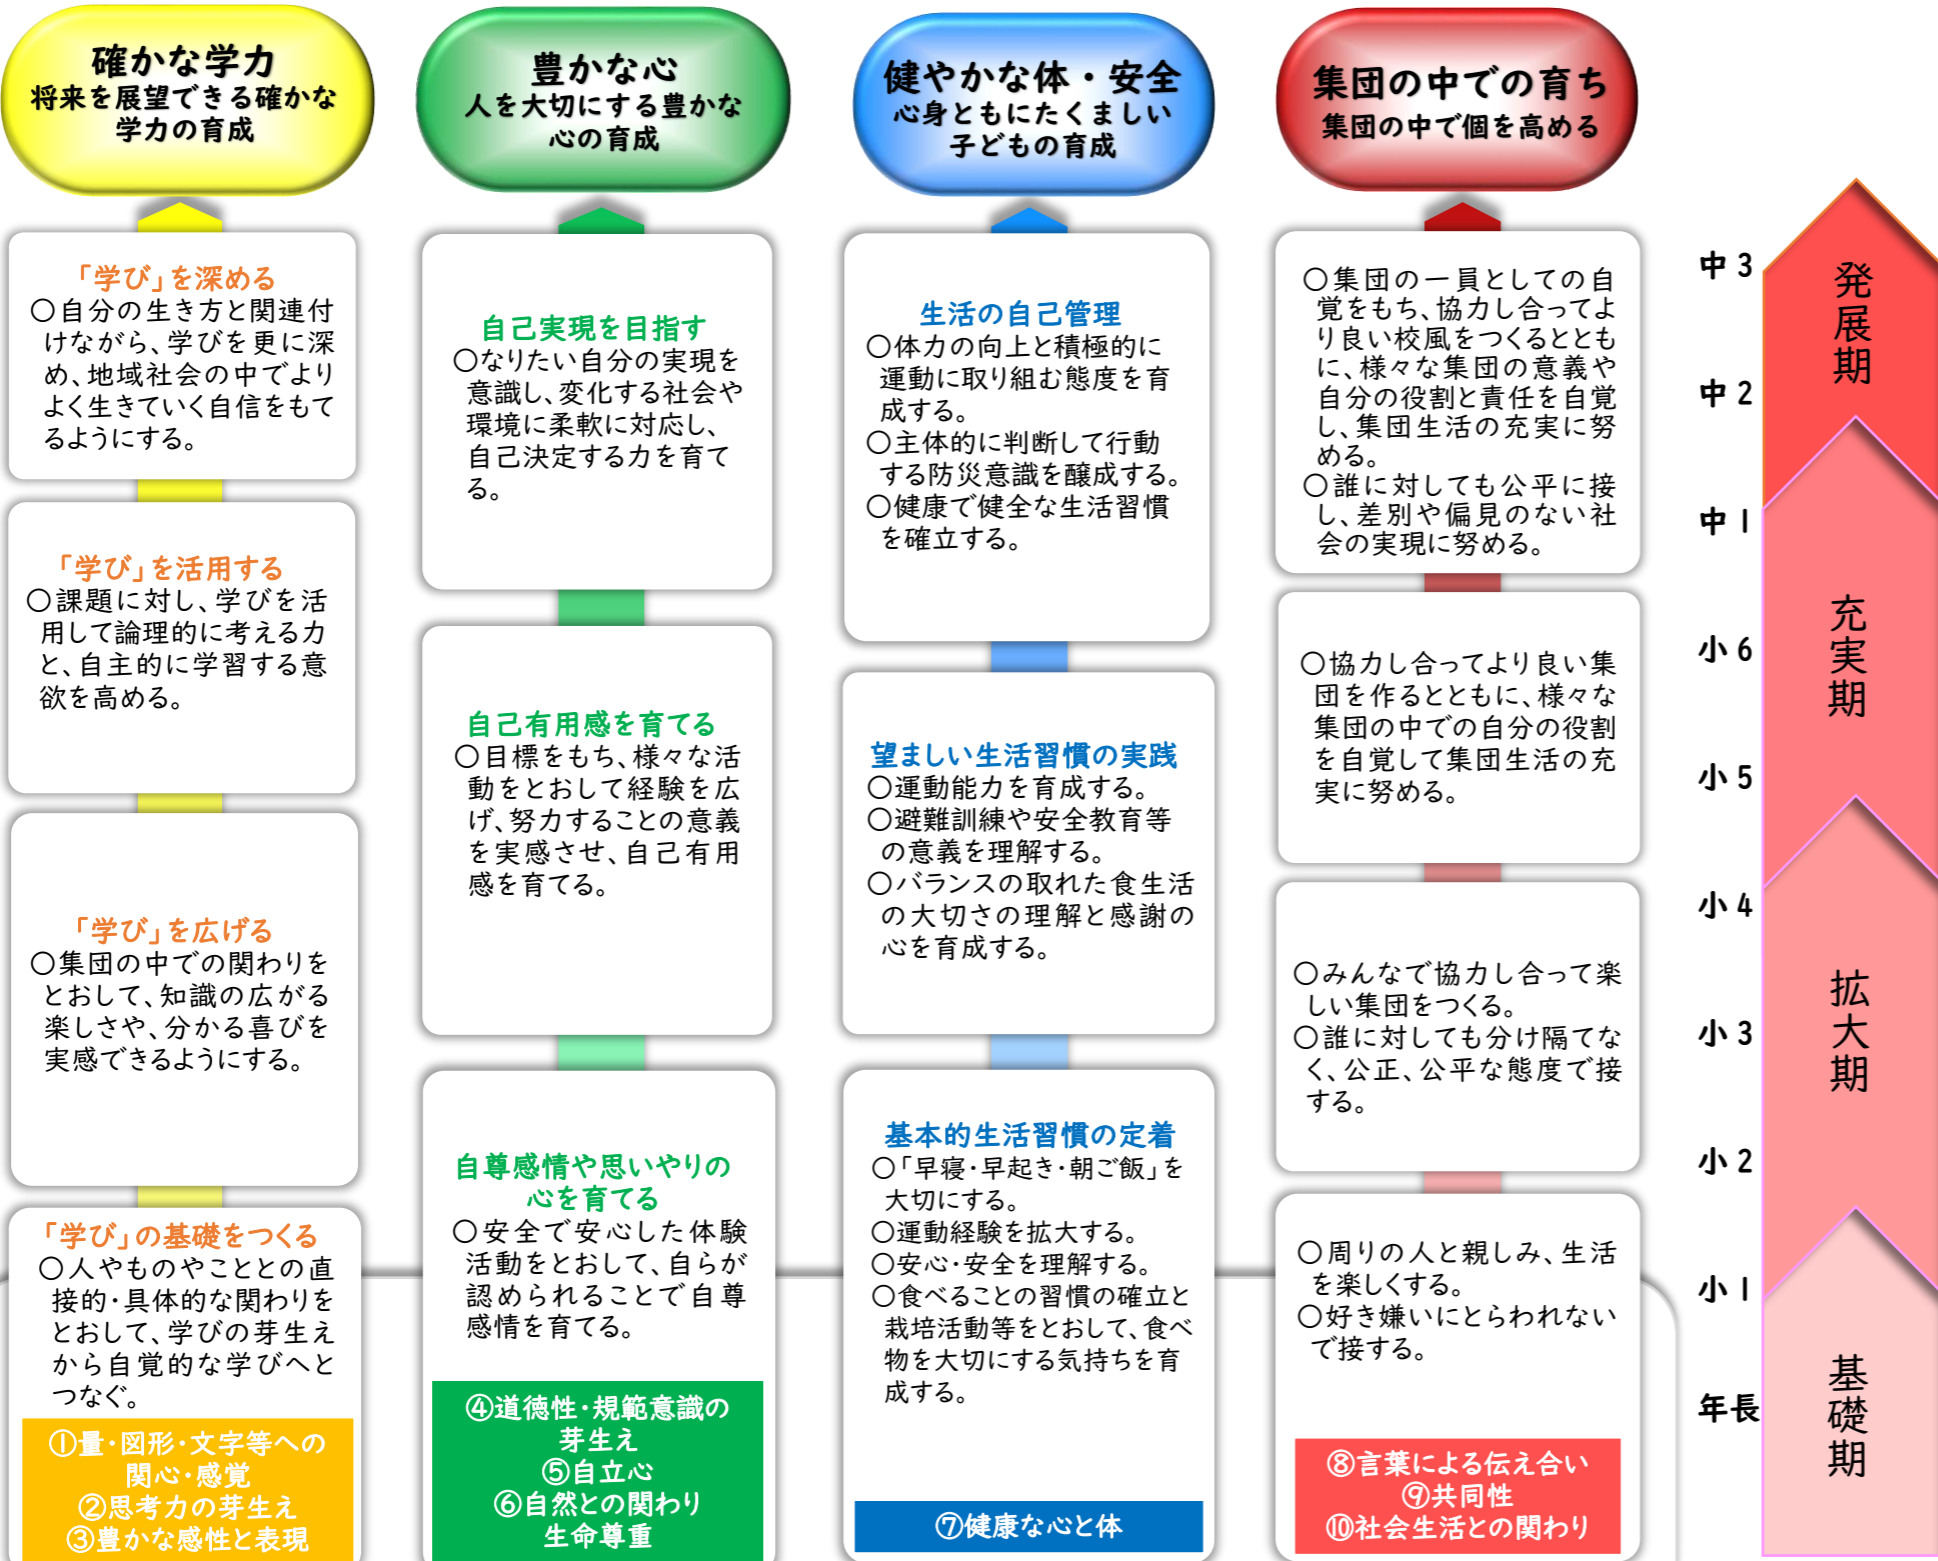 確かな学力
将来を展望できる確かな
学力の育成
「学び」を深める
〇自分の生き方と関連付
けながら、学びを更に深
め、地域社会の中でより
よく生きていく自信をもて
るようにする。
「学び」を活用する
〇課題に対し、学びを活
用して論理的に考える力
と、自主的に学習する意
欲を高める。
「学び」を広げる
〇集団の中での関わりを
とおして、知識の広がる
楽しさや、分かる喜びを
実感できるようにする。
「学び」の基礎をつくる
〇人やものやこととの直
接的・具体的な関わりを
とおして、学びの芽生え
から自覚的な学びへと
つなぐ。
①量・図形・文字等への
関心・感覚
②思考力の芽生え
③豊かな感性と表現
豊かな心
人を大切にする豊かな
心の育成
自己実現を目指す
〇なりたい自分の実現を
意識し、変化する社会や
環境に柔軟に対応し、
自己決定する力を育て
る。
自己有用感を育てる
〇目標をもち、様々な活
動をとおして経験を広
げ、努力することの意義
を実感させ、自己有用
感を育てる。
自尊感情や思いやりの
心を育てる
〇安全で安心した体験
活動をとおして、自らが
認められることで自尊
感情を育てる。
④道徳性・規範意識の
芽生え
⑤自立心
⑥自然との関わり
生命尊重
健やかな体・安全
心身ともにたくましい
子どもの育成
生活の自己管理
〇体力の向上と積極的に
運動に取り組む態度を育
成する。
〇主体的に判断して行動
する防災意識を醸成する。
〇健康で健全な生活習慣
を確立する。
望ましい生活習慣の実践
〇運動能力を育成する。
〇避難訓練や安全教育等
の意義を理解する。
〇バランスの取れた食生活
の大切さの理解と感謝の
心を育成する。
基本的生活習慣の定着
〇「早寝・早起き・朝ご飯」を
大切にする。
〇運動経験を拡大する。
〇安心・安全を理解する。
〇食べることの習慣の確立と
栽培活動等をとおして、食べ
物を大切にする気持ちを育
成する。
⑦健康な心と体
集団の中での育ち
集団の中で個を高める
〇集団の一員としての自
覚をもち、協力し合ってよ
り良い校風をつくるととも
に、様々な集団の意義や
自分の役割と責任を自覚
し、集団生活の充実に努
める。
〇誰に対しても公平に接
し、差別や偏見のない社
会の実現に努める。
〇協力し合ってより良い集
団を作るとともに、様々な
集団の中での自分の役割
を自覚して集団生活の充
実に努める。
〇みんなで協力し合って楽
しい集団をつくる。
〇誰に対しても分け隔てな
く、公正、公平な態度で接
する。
〇周りの人と親しみ、生活
を楽しくする。
〇好き嫌いにとらわれない
で接する。
⑧言葉による伝え合い
⑨共同性
⑩社会生活との関わり
中3
中2
中1
小6
小5
小4
小3
小2
小1
年長
発展期
充実期
拡大期
基礎期